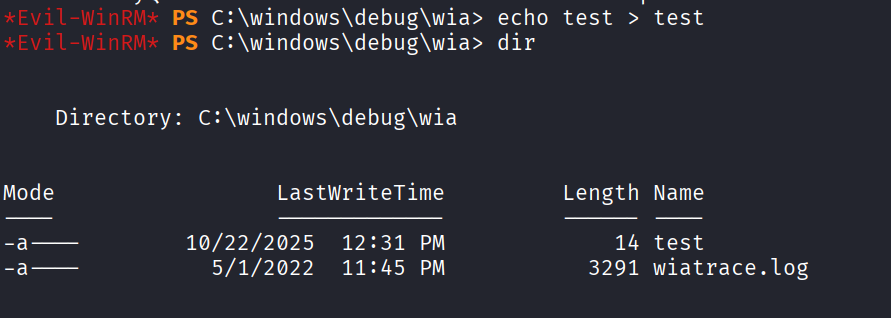 *Evil-WinRM* PS C:\windows\debug\wia> echo test > test
*Evil-WinRM* PS C:\windows\debug\wia> dir
Directory: C:\windows\debug\wia
Mode LastWriteTime Length Name
---- ------------- ------ ----
-a---- 10/22/2025 12:31 PM 14 test
-a---- 5/1/2022 11:45 PM 3291 wiatrace.log